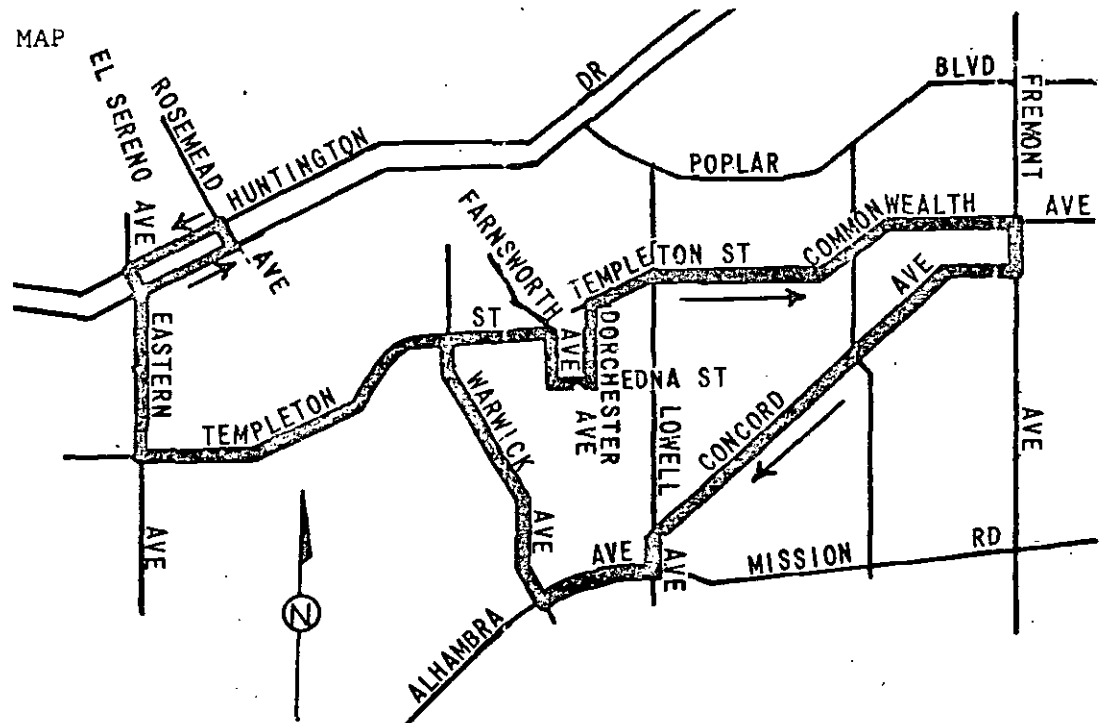 MAP
EL SERENO AVE
ROSEMEAD AVE
HUNTINGTON DR
BLVD
POPLAR
FREMONT AVE
FARNSWORTH AVE
TEMPLETON ST
COMMONWEALTH AVE
EASTERN AVE
TEMPLETON ST
WARWICK AVE
EDNA ST
DORCHESTER AVE
LOWELL AVE
CONCORD AVE
ALHAMBRA AVE
MISSION RD
N